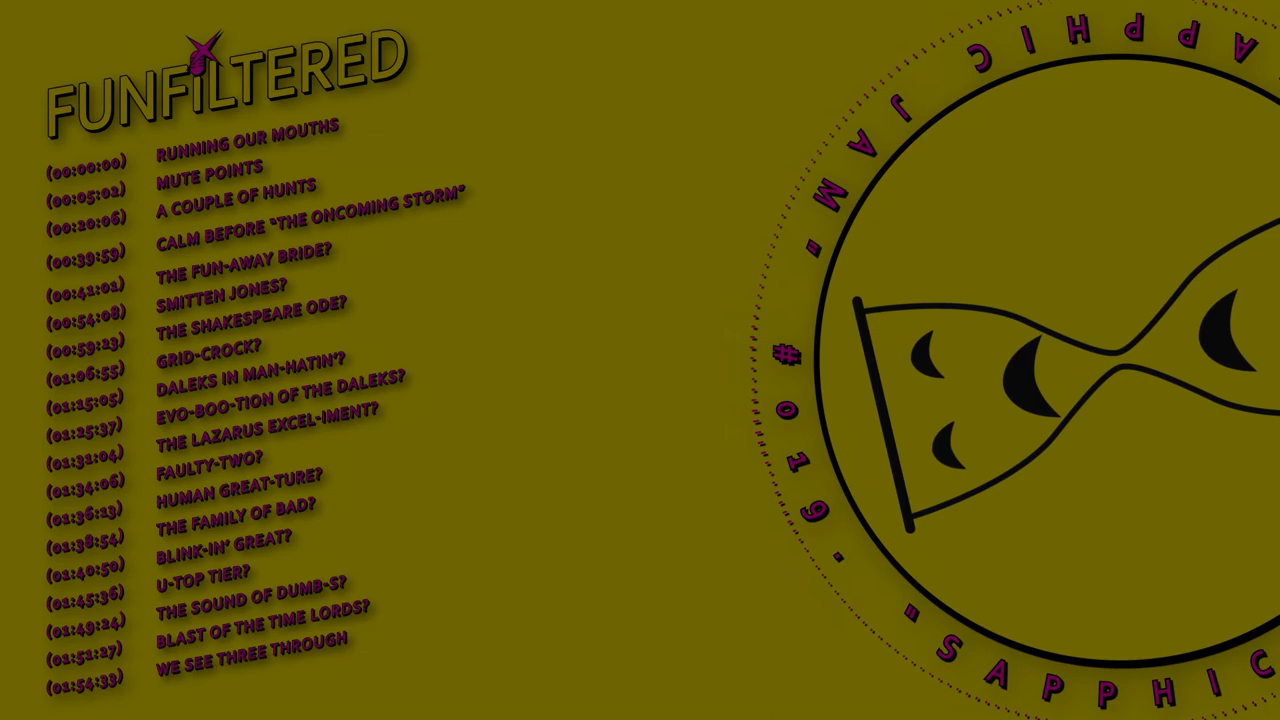 FUNFILTERED
(00:00:00) RUNNING OUR MOUTHS
(00:05:02) MUTE POINTS
(00:20:06) A COUPLE OF HUNTS
(00:39:59) CALM BEFORE "THE ONCOMING STORM"
(00:41:01) THE FUN-AWAY BRIDE?
(00:54:08) SMITTEN JONES?
(00:59:23) THE SHAKESPEARE ODE?
(01:06:55) GRID-CROCK?
(01:15:05) DALEKS IN MAN-HATIN'?
(01:25:37) EVO-BOO-TION OF THE DALEKS?
(01:31:04) THE LAZARUS EXCEL-IMENT?
(01:34:06) FAULTY-TWO?
(01:36:13) HUMAN GREAT-TURE?
(01:38:54) THE FAMILY OF BAD?
(01:40:50) BLINK-IN' GREAT?
(01:45:36) U-TOP TIER?
(01:49:24) THE SOUND OF DUMB-S?
(01:51:27) BLAST OF THE TIME LORDS?
(01:54:33) WE SEE THREE THROUGH
APPHIC JAM" #019 · "SAPPHIC